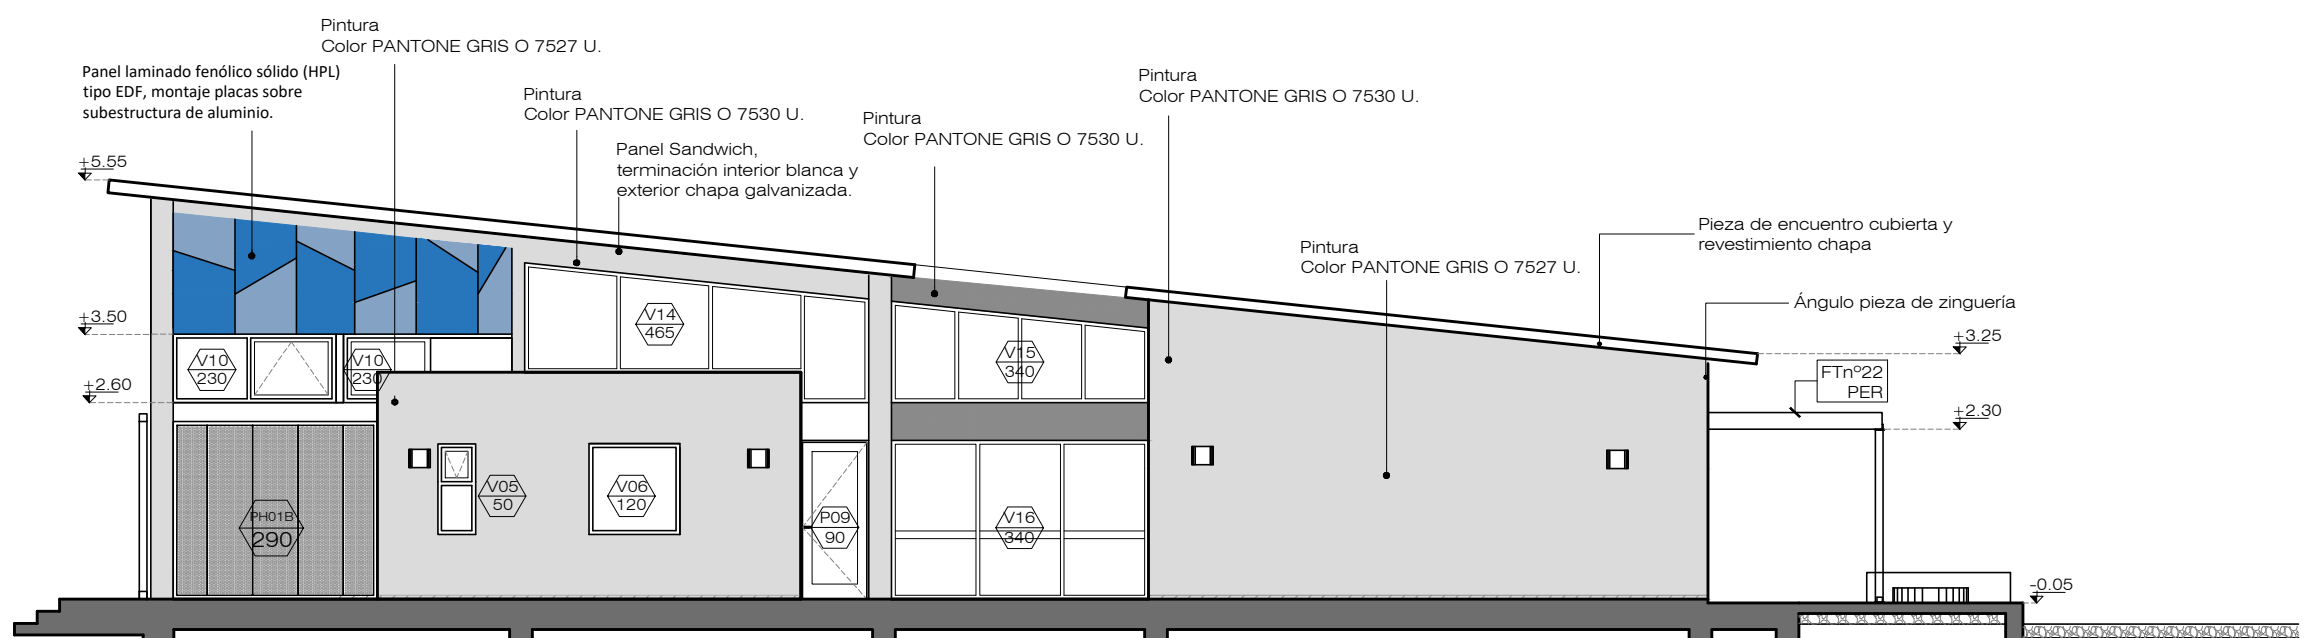 Pintura
Color PANTONE GRIS O 7527 U.
Panel laminado fenólico sólido (HPL)
tipo EDF, montaje placas sobre
subestructura de aluminio.
Pintura
Color PANTONE GRIS O 7530 U.
Panel Sandwich,
terminación interior blanca y
exterior chapa galvanizada.
Pintura
Color PANTONE GRIS O 7530 U.
Pintura
Color PANTONE GRIS O 7530 U.
Pintura
Color PANTONE GRIS O 7527 U.
Pieza de encuentro cubierta y
revestimiento chapa
Ángulo pieza de zinguería
+5.55
+3.50
+2.60
+3.25
+2.30
-0.05
FTnº22
PER
V10
230
V10
230
V14
465
V15
340
PH01B
290
V05
50
V06
120
P09
90
V16
340